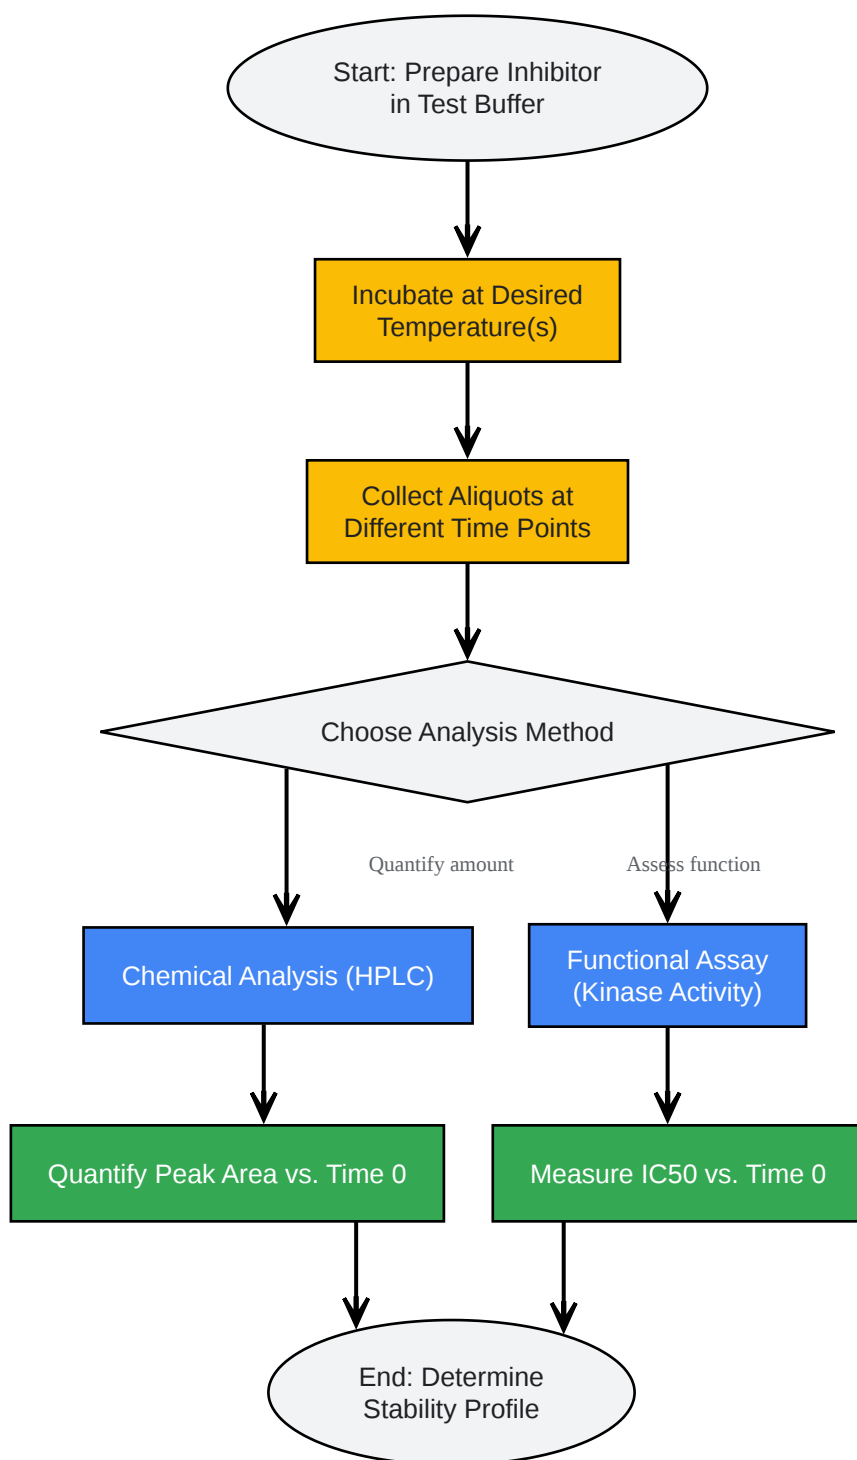 Start: Prepare Inhibitor
in Test Buffer
Incubate at Desired
Temperature(s)
Collect Aliquots at
Different Time Points
Choose Analysis Method
Quantify amount
Assess function
Chemical Analysis (HPLC)
Functional Assay
(Kinase Activity)
Quantify Peak Area vs. Time 0
Measure IC50 vs. Time 0
End: Determine
Stability Profile